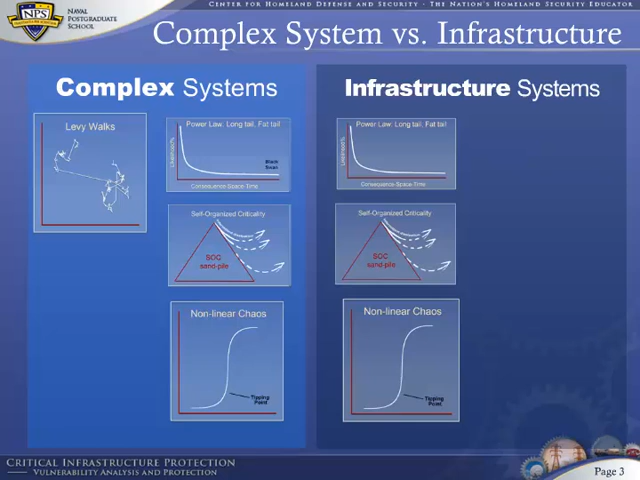 CENTER FOR HOMELAND DEFENSE AND SECURITY · THE NATION'S HOMELAND SECURITY EDUCATOR
NPS
NAVAL
POSTGRADUATE
SCHOOL
Complex System vs. Infrastructure
Complex Systems
Levy Walks
Power Law: Long tail, Fat tail
Likelihood%
Black
Swan
Consequence-Space-Time
Self-Organized Criticality
SOC
sand-pile
Non-linear Chaos
Tipping
Point
Infrastructure Systems
Power Law: Long tail, Fat tail
Likelihood%
Consequence-Space-Time
Self-Organized Criticality
SOC
sand-pile
Non-linear Chaos
Tipping
Point
CRITICAL INFRASTRUCTURE PROTECTION
VULNERABILITY ANALYSIS AND PROTECTION
Page 3